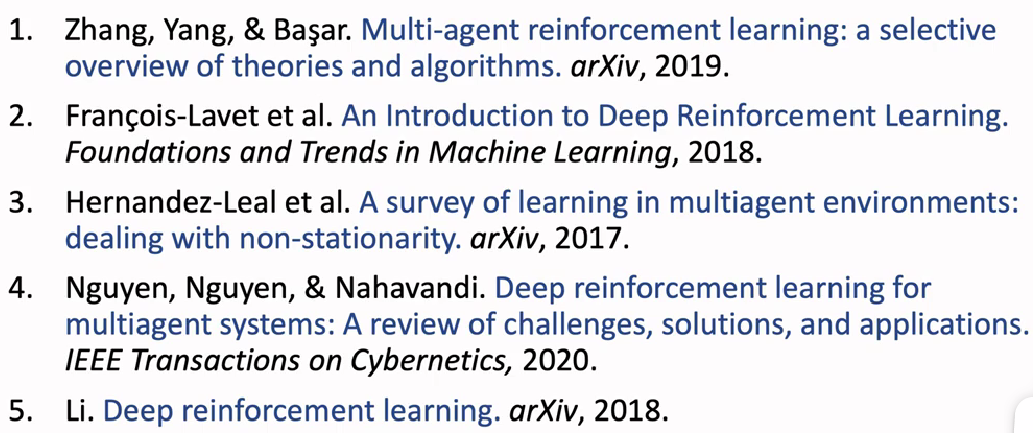 1. Zhang, Yang, & Başar. Multi-agent reinforcement learning: a selective
overview of theories and algorithms. arXiv, 2019.
2. François-Lavet et al. An Introduction to Deep Reinforcement Learning.
Foundations and Trends in Machine Learning, 2018.
3. Hernandez-Leal et al. A survey of learning in multiagent environments:
dealing with non-stationarity. arXiv, 2017.
4. Nguyen, Nguyen, & Nahavandi. Deep reinforcement learning for
multiagent systems: A review of challenges, solutions, and applications.
IEEE Transactions on Cybernetics, 2020.
5. Li. Deep reinforcement learning. arXiv, 2018.